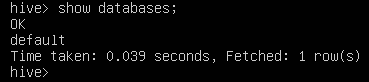 hive> show databases;
OK
default
Time taken: 0.039 seconds, Fetched: 1 row(s)
hive>